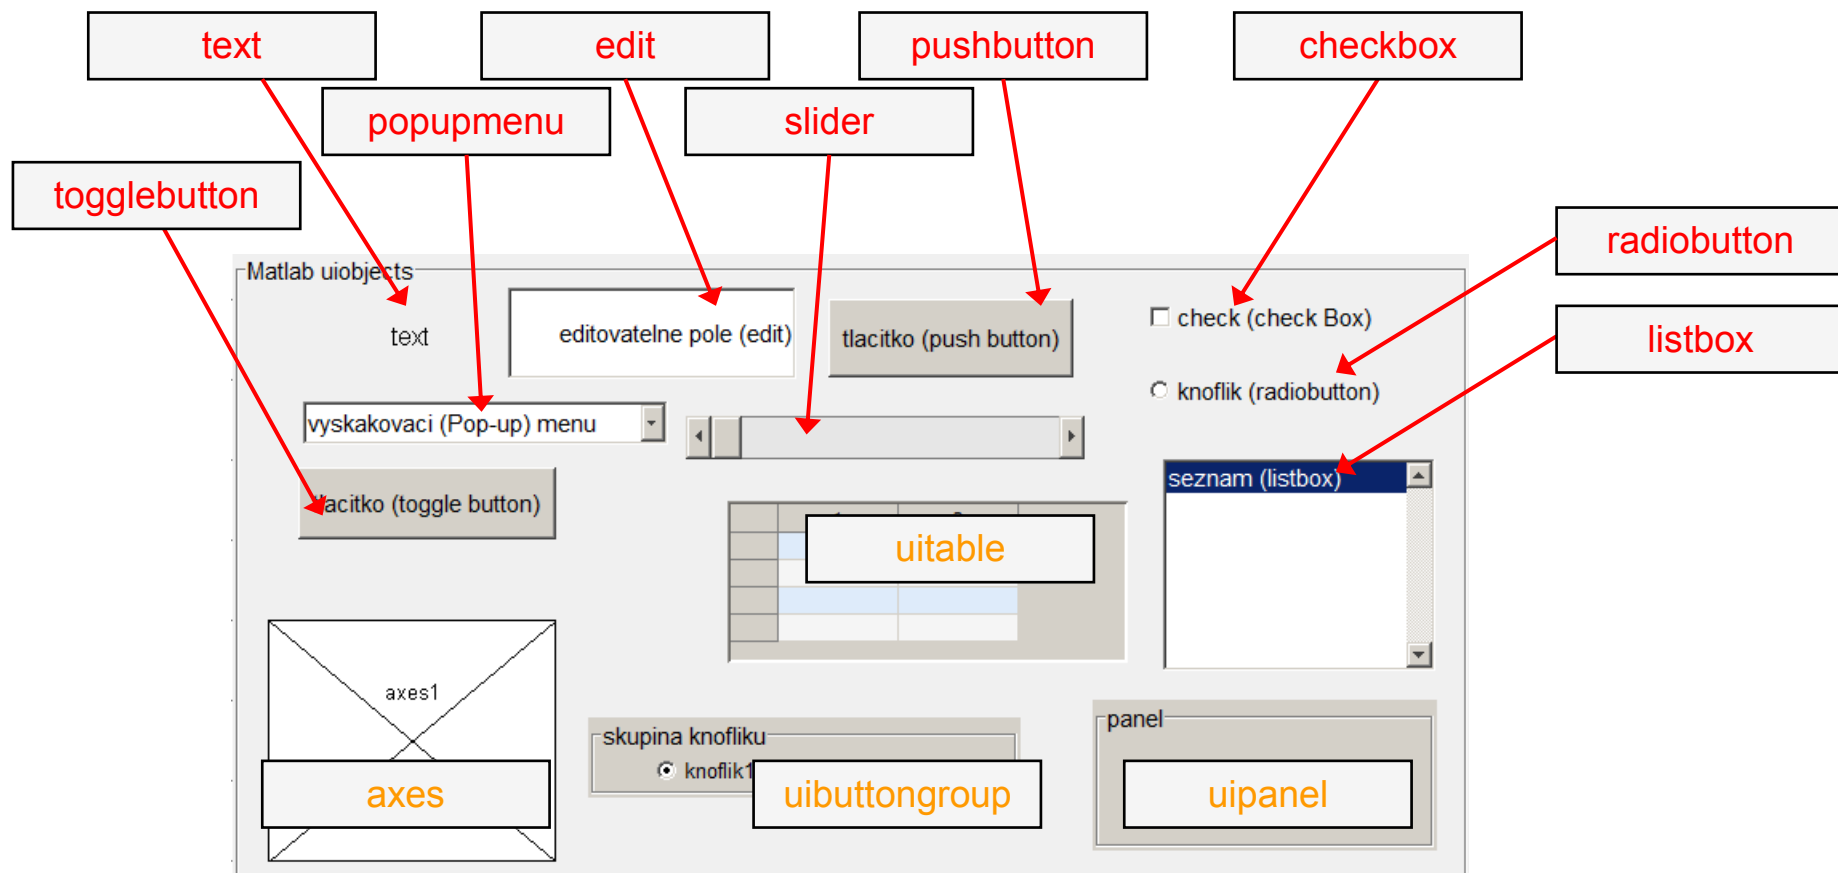 text
edit
pushbutton
checkbox
popupmenu
slider
togglebutton
radiobutton
Matlab uiobjects
text
editovatelne pole (edit)
tlacitko (push button)
check (check Box)
listbox
knoflik (radiobutton)
vyskakovaci (Pop-up) menu
seznam (listbox)
tlacitko (toggle button)
uitable
axes1
panel
skupina knofliku
knoflik1
axes
uibuttongroup
uipanel